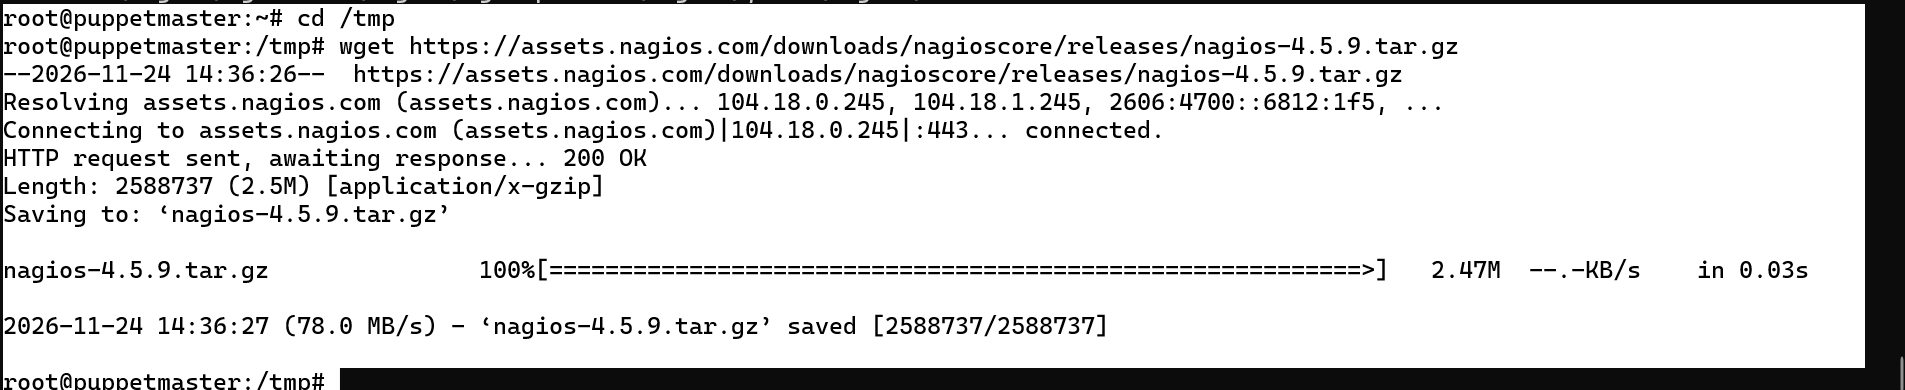 root@puppetmaster:~# cd /tmp
root@puppetmaster:/tmp# wget https://assets.nagios.com/downloads/nagioscore/releases/nagios-4.5.9.tar.gz
--2026-11-24 14:36:26--  https://assets.nagios.com/downloads/nagioscore/releases/nagios-4.5.9.tar.gz
Resolving assets.nagios.com (assets.nagios.com)... 104.18.0.245, 104.18.1.245, 2606:4700::6812:1f5, ...
Connecting to assets.nagios.com (assets.nagios.com)|104.18.0.245|:443... connected.
HTTP request sent, awaiting response... 200 OK
Length: 2588737 (2.5M) [application/x-gzip]
Saving to: ‘nagios-4.5.9.tar.gz’
nagios-4.5.9.tar.gz               100%[==========================================================>]   2.47M  --.-KB/s    in 0.03s
2026-11-24 14:36:27 (78.0 MB/s) - ‘nagios-4.5.9.tar.gz’ saved [2588737/2588737]
root@puppetmaster:/tmp#